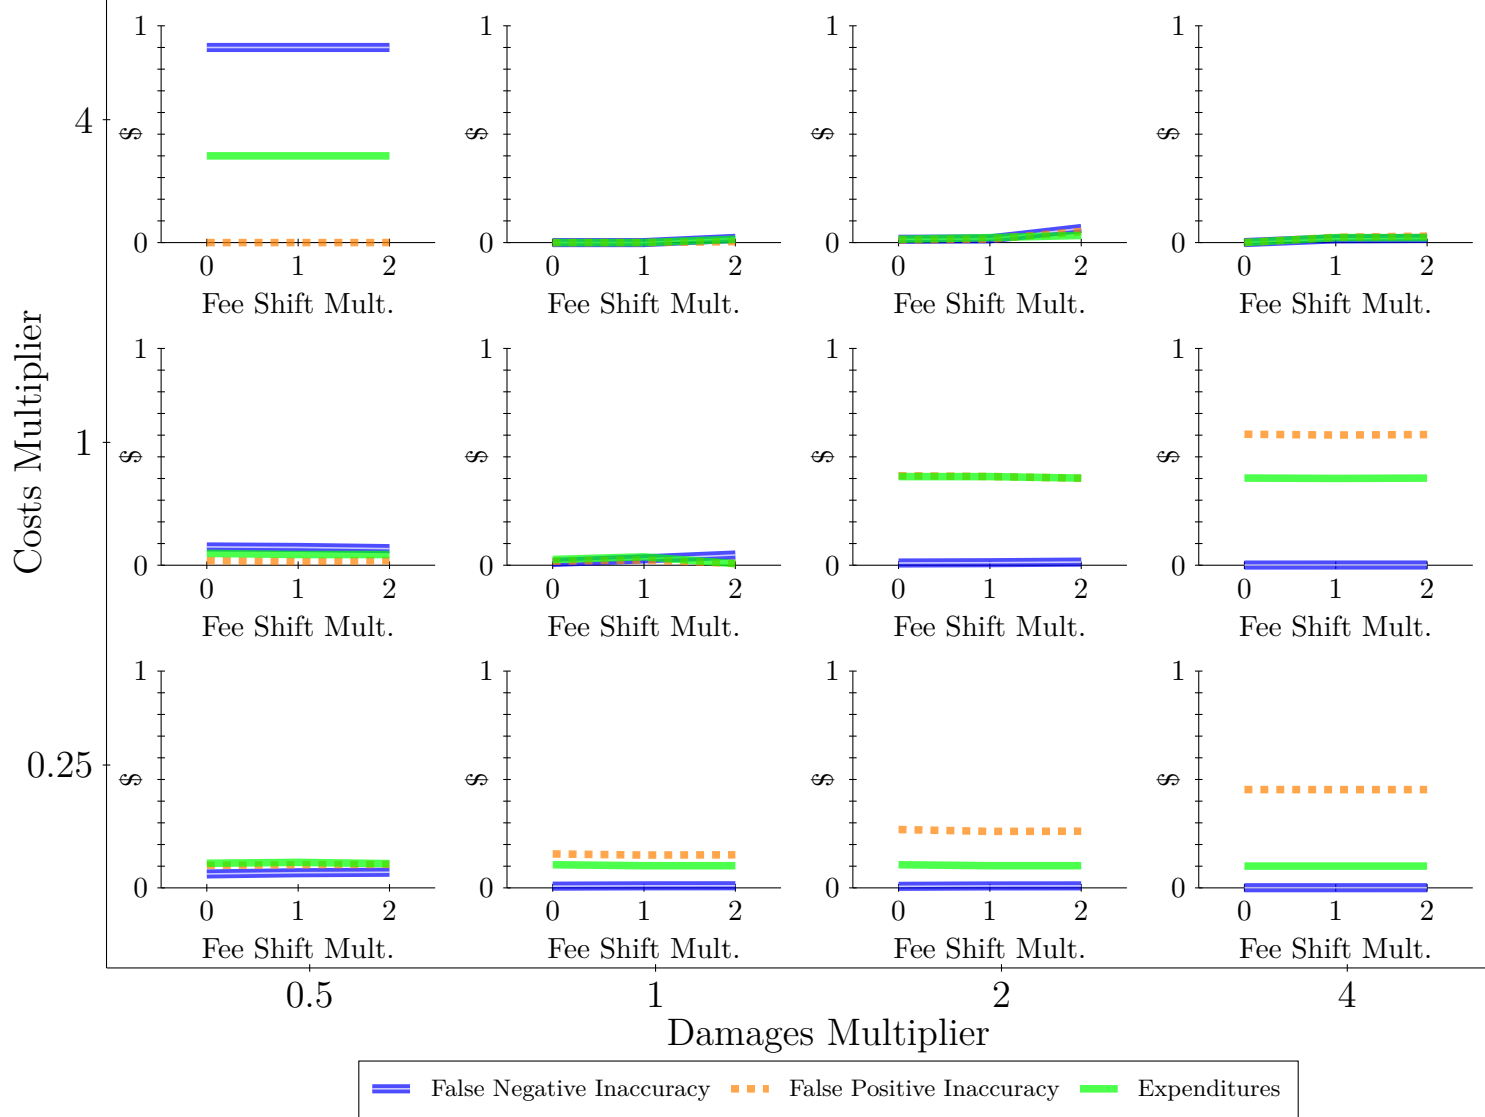 Costs Multiplier
4
1
0.25
1
$
0
0 1 2
Fee Shift Mult.
1
$
0
0 1 2
Fee Shift Mult.
1
$
0
0 1 2
Fee Shift Mult.
1
$
0
0 1 2
Fee Shift Mult.
1
$
0
0 1 2
Fee Shift Mult.
1
$
0
0 1 2
Fee Shift Mult.
1
$
0
0 1 2
Fee Shift Mult.
1
$
0
0 1 2
Fee Shift Mult.
1
$
0
0 1 2
Fee Shift Mult.
1
$
0
0 1 2
Fee Shift Mult.
1
$
0
0 1 2
Fee Shift Mult.
1
$
0
0 1 2
Fee Shift Mult.
0.5 1 2 4
Damages Multiplier
False Negative Inaccuracy False Positive Inaccuracy Expenditures